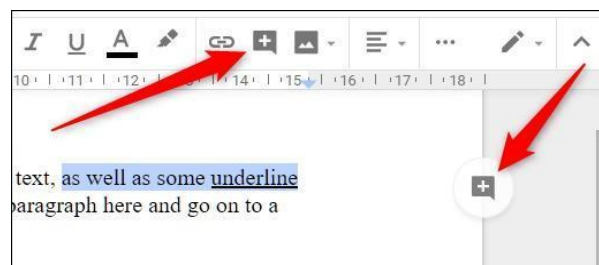 I U A
10 11 12 14 15 16 17 18
text, as well as some underline
paragraph here and go on to a